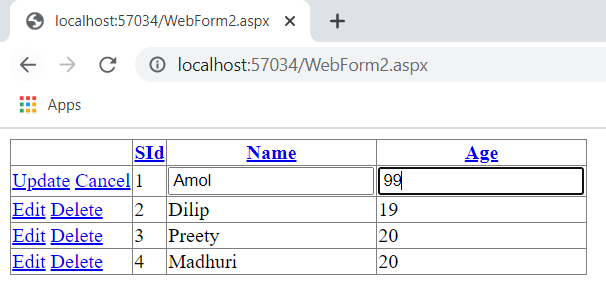 localhost:57034/WebForm2.aspx
localhost:57034/WebForm2.aspx
Apps
SId Name Age
Update Cancel 1 Amol 99
Edit Delete 2 Dilip 19
Edit Delete 3 Preety 20
Edit Delete 4 Madhuri 20